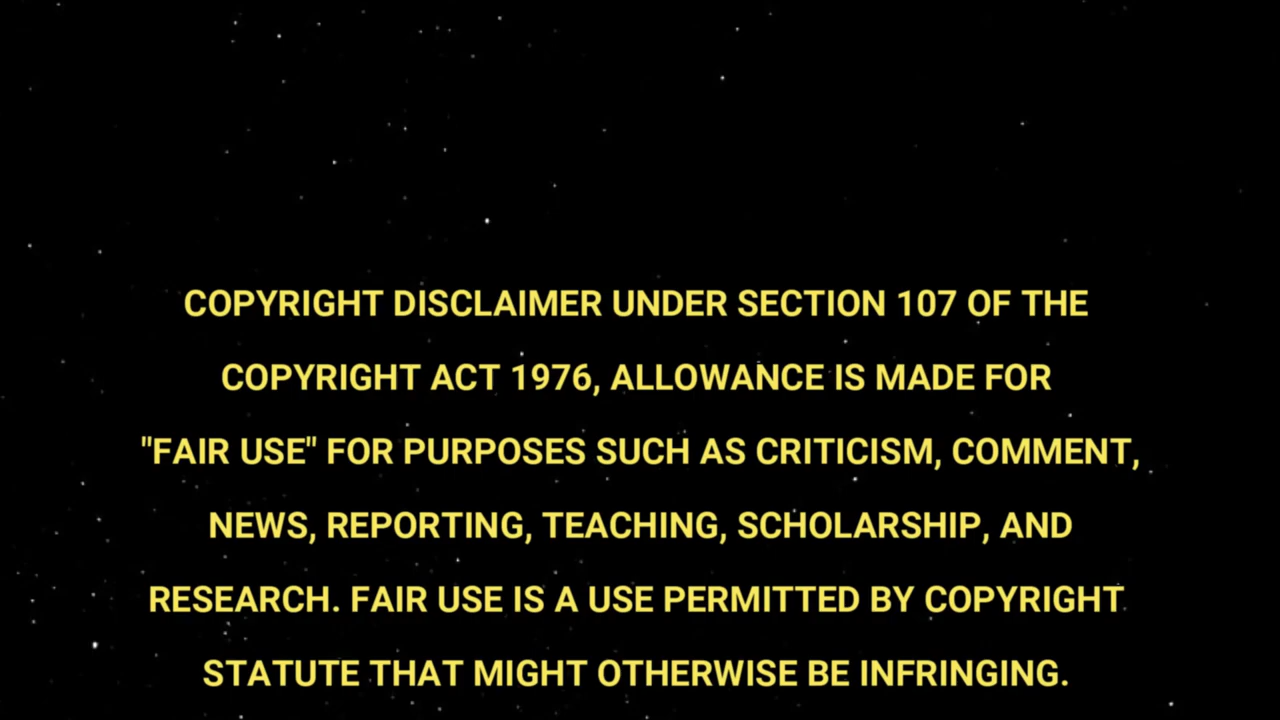 COPYRIGHT DISCLAIMER UNDER SECTION 107 OF THE
COPYRIGHT ACT 1976, ALLOWANCE IS MADE FOR
"FAIR USE" FOR PURPOSES SUCH AS CRITICISM, COMMENT,
NEWS, REPORTING, TEACHING, SCHOLARSHIP, AND
RESEARCH. FAIR USE IS A USE PERMITTED BY COPYRIGHT
STATUTE THAT MIGHT OTHERWISE BE INFRINGING.